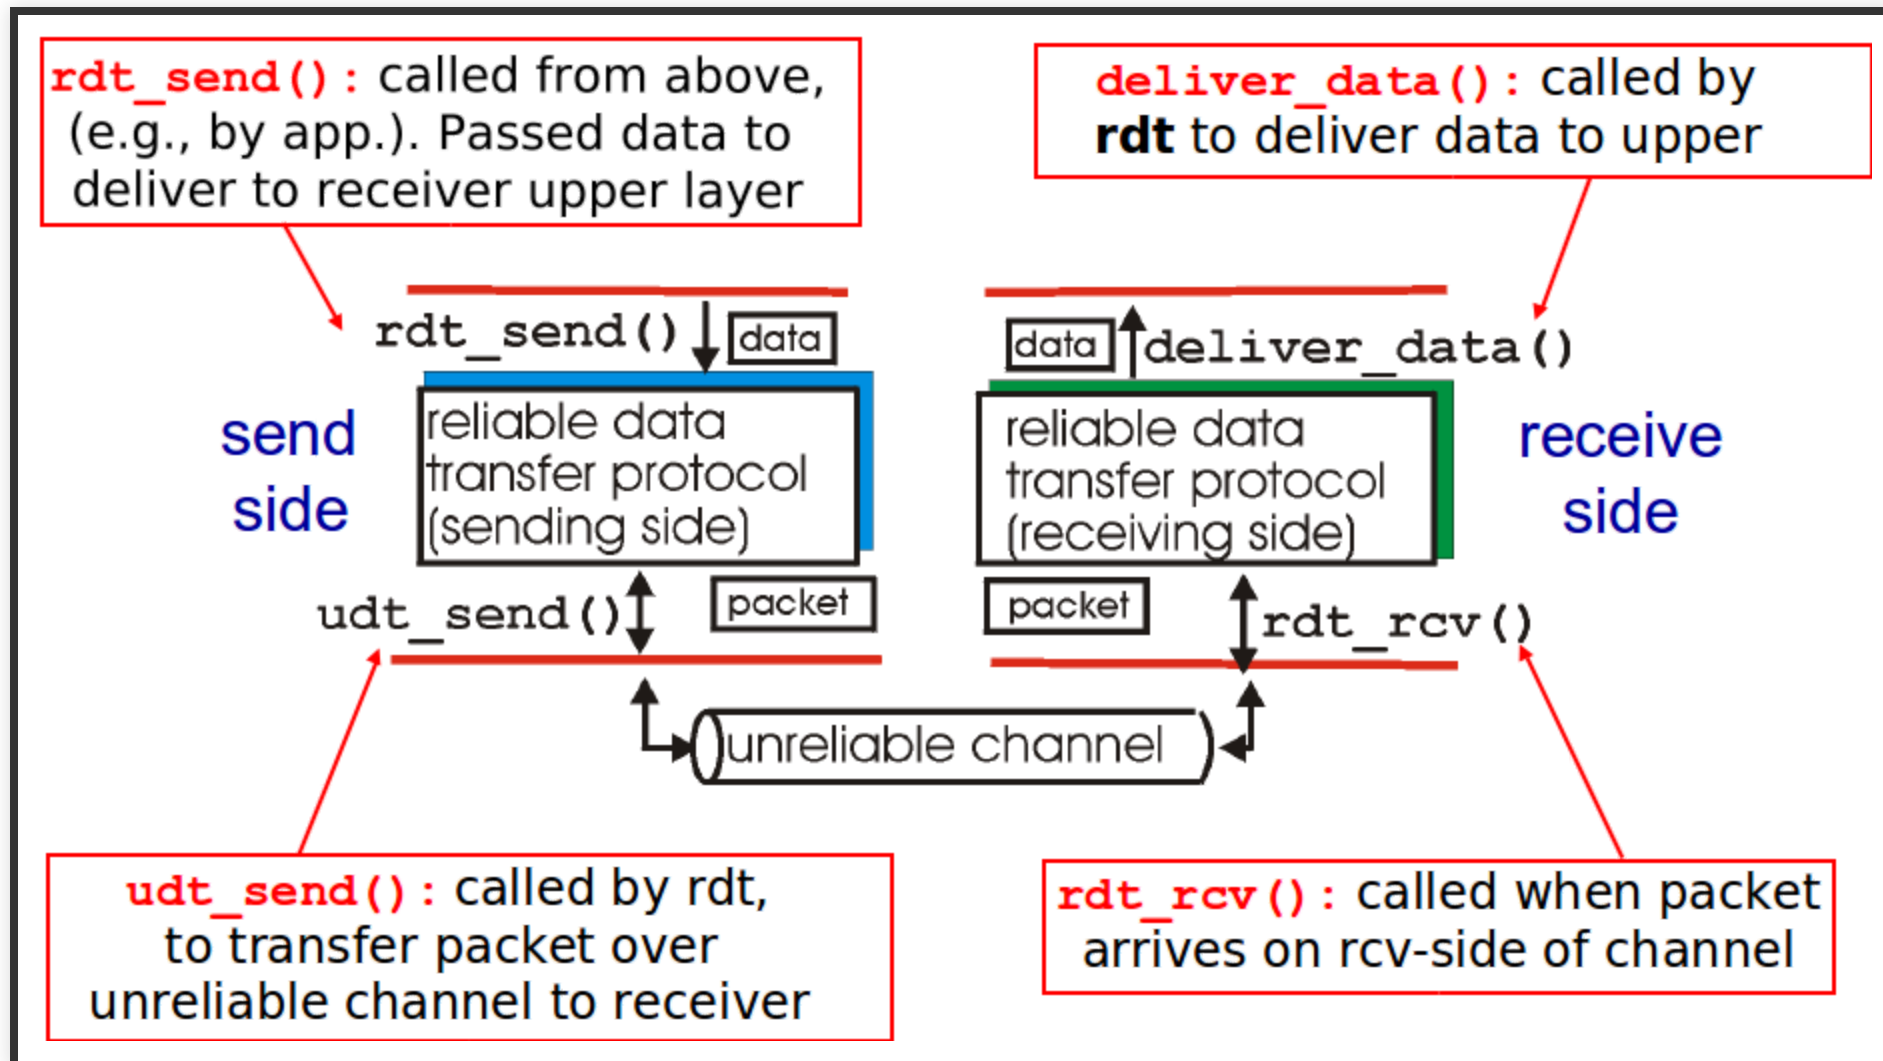 rdt_send(): called from above,
(e.g., by app.). Passed data to
deliver to receiver upper layer
deliver_data(): called by
rdt to deliver data to upper
rdt_send()
data
data
deliver_data()
send
side
reliable data
transfer protocol
(sending side)
reliable data
transfer protocol
(receiving side)
receive
side
udt_send()
packet
packet
rdt_rcv()
unreliable channel
udt_send(): called by rdt,
to transfer packet over
unreliable channel to receiver
rdt_rcv(): called when packet
arrives on rcv-side of channel